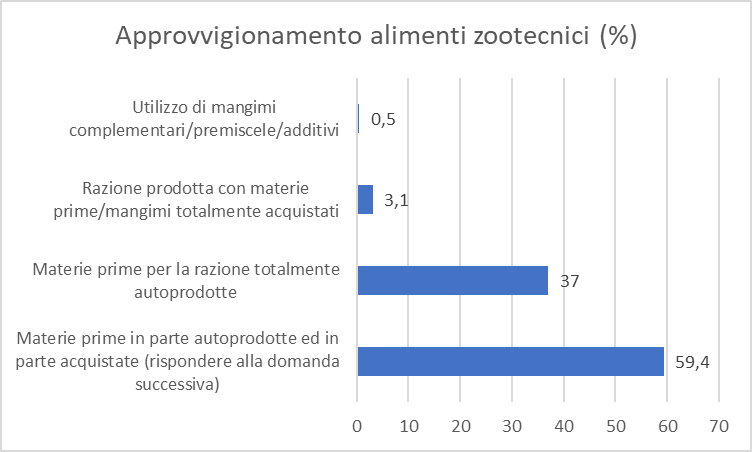 Approvvigionamento alimenti zootecnici (%)
Utilizzo di mangimi
complementari/premiscele/additivi
0,5
Razione prodotta con materie
prime/mangimi totalmente acquistati
3,1
Materie prime per la razione totalmente
autoprodotte
37
Materie prime in parte autoprodotte ed in
parte acquistate (rispondere alla domanda
successiva)
59,4
0 10 20 30 40 50 60 70